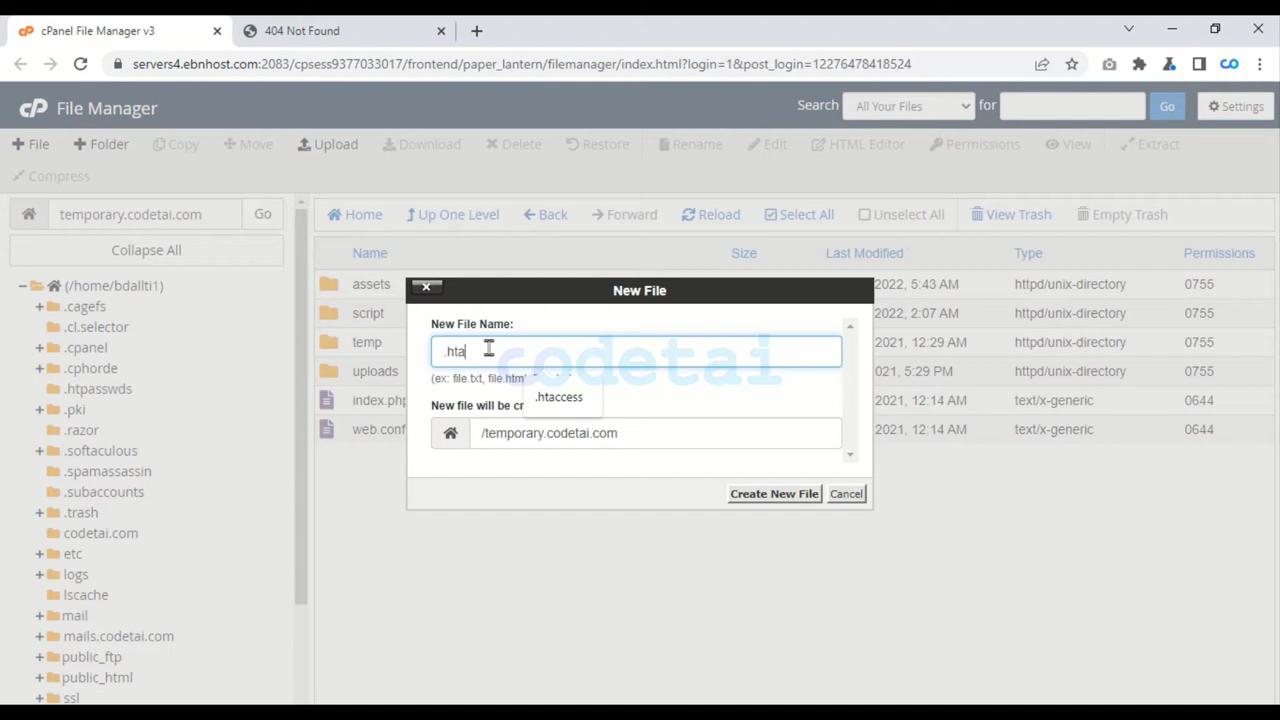 cPanel File Manager v3
404 Not Found
servers4.ebnhost.com:2083/cpsess9377033017/frontend/paper_lantern/filemanager/index.html?login=1&post_login=12276478418524
cP File Manager
Search All Your Files for Go Settings
File Folder Copy Move Upload Download Delete Restore Rename Edit HTML Editor Permissions View Extract
Compress
temporary.codetai.com Go
Collapse All
(/home/bdallti1)
.cagefs
.cl.selector
.cpanel
.cphorde
.htpasswds
.pki
.razor
.softaculous
.spamassassin
.subaccounts
.trash
codetai.com
etc
logs
lscache
mail
mails.codetai.com
public_ftp
public_html
ssl
Home Up One Level Back Forward Reload Select All Unselect All View Trash Empty Trash
Name Size Last Modified Type Permissions
assets 2022, 5:43 AM httpd/unix-directory 0755
script 2022, 2:07 AM httpd/unix-directory 0755
temp httpd/unix-directory 0755
uploads 5:29 PM httpd/unix-directory 0755
index.php 2021, 12:14 AM text/x-generic 0644
web.conf 2021, 12:14 AM text/x-generic 0644
New File
New File Name:
.hta
codetai
(ex: file.txt, file.html,
.htaccess
New file will be cr
/temporary.codetai.com
Create New File Cancel